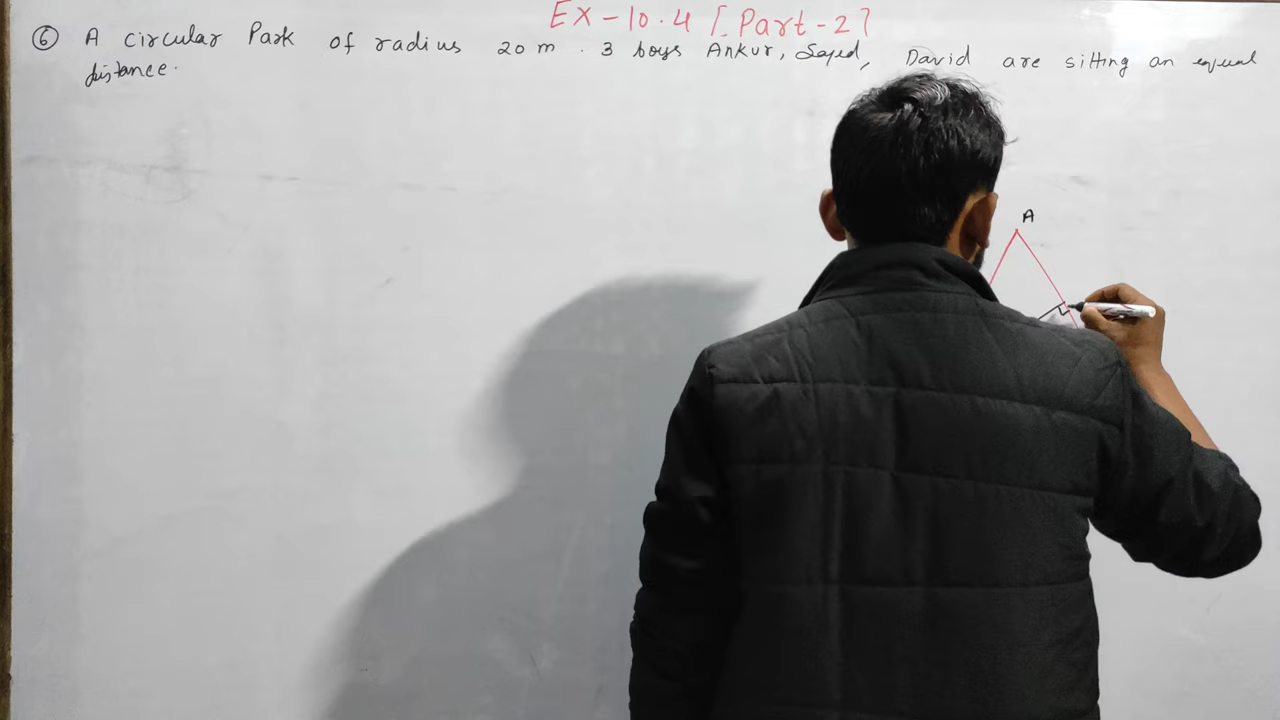 Ex-10.4 [Part-2]
⑥ A circular Park of radius 20m . 3 boys Ankur, Sayed, David are sitting an equal
distance.
A